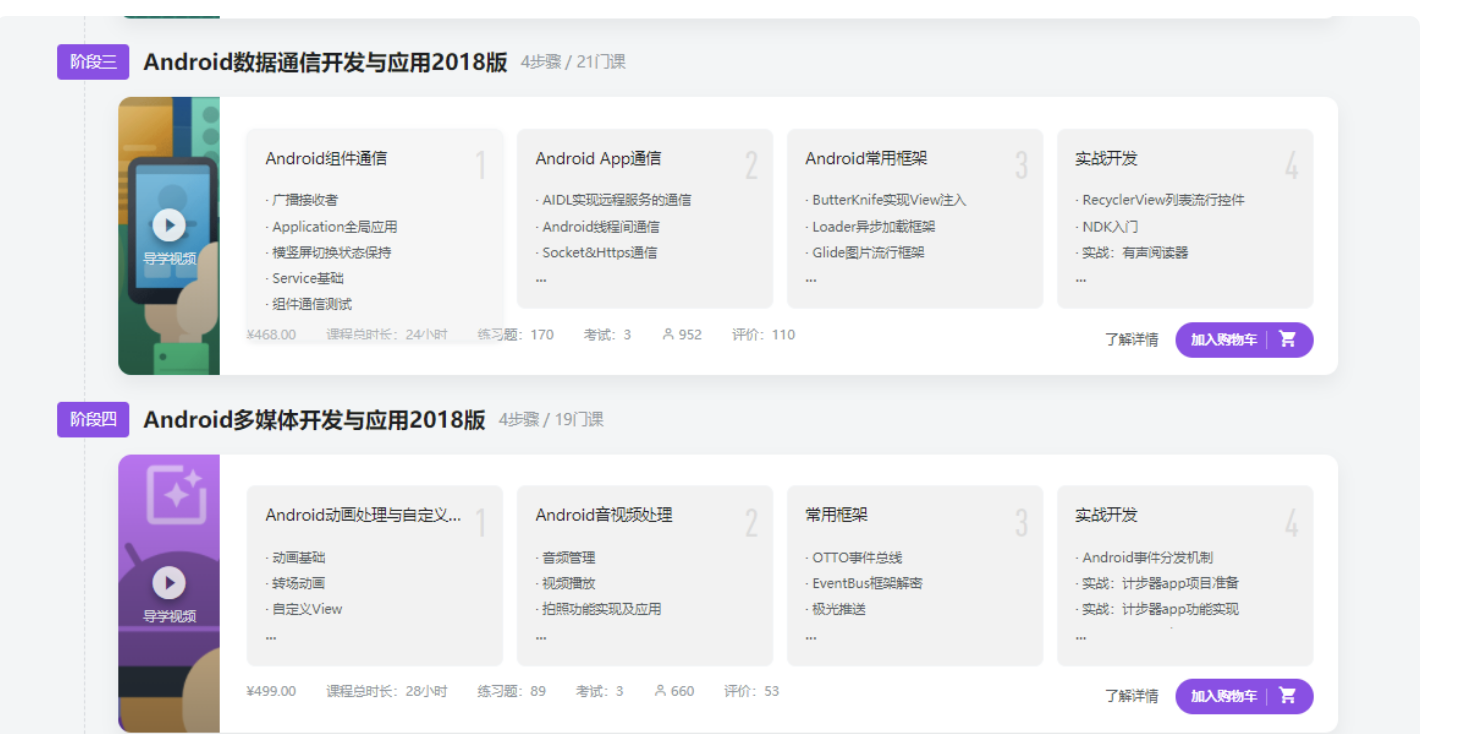 阶段三 Android数据通信开发与应用2018版 4步骤 / 21门课
导学视频
Android组件通信 1
· 广播接收者
· Application全局应用
· 横竖屏切换状态保持
· Service基础
· 组件通信测试
Android App通信 2
· AIDL实现远程服务的通信
· Android线程间通信
· Socket&Https通信
...
Android常用框架 3
· ButterKnife实现View注入
· Loader异步加载框架
· Glide图片流行框架
...
实战开发 4
· RecyclerView列表流行控件
· NDK入门
· 实战：有声阅读器
...
¥468.00 课程总时长：24小时 练习题：170 考试：3 952 评价：110
了解详情 加入购物车
阶段四 Android多媒体开发与应用2018版 4步骤 / 19门课
导学视频
Android动画处理与自定义... 1
· 动画基础
· 转场动画
· 自定义View
...
Android音视频处理 2
· 音频管理
· 视频播放
· 拍照功能实现及应用
...
常用框架 3
· OTTO事件总线
· EventBus框架解密
· 极光推送
...
实战开发 4
· Android事件分发机制
· 实战：计步器app项目准备
· 实战：计步器app功能实现
...
¥499.00 课程总时长：28小时 练习题：89 考试：3 660 评价：53
了解详情 加入购物车